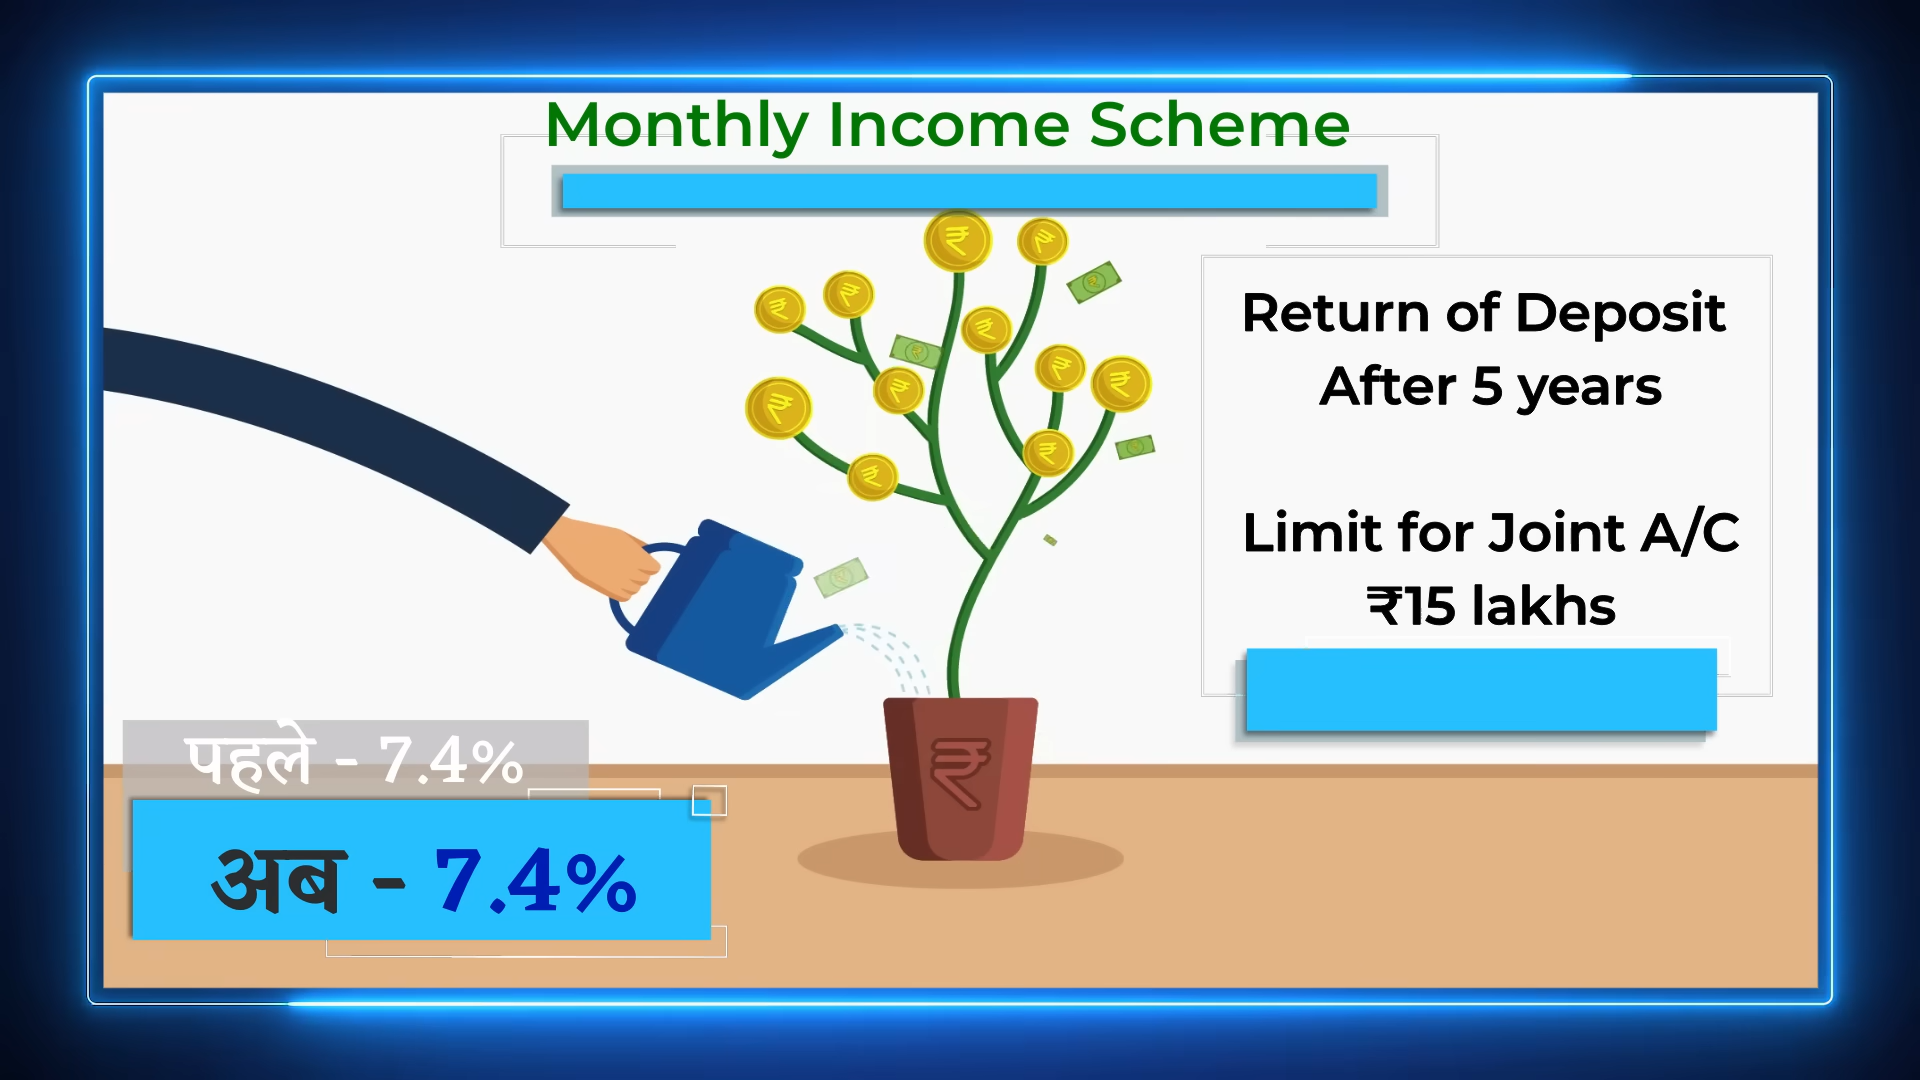 Monthly Income Scheme
Return of Deposit
After 5 years
Limit for Joint A/C
₹15 lakhs
पहले - 7.4%
अब - 7.4%